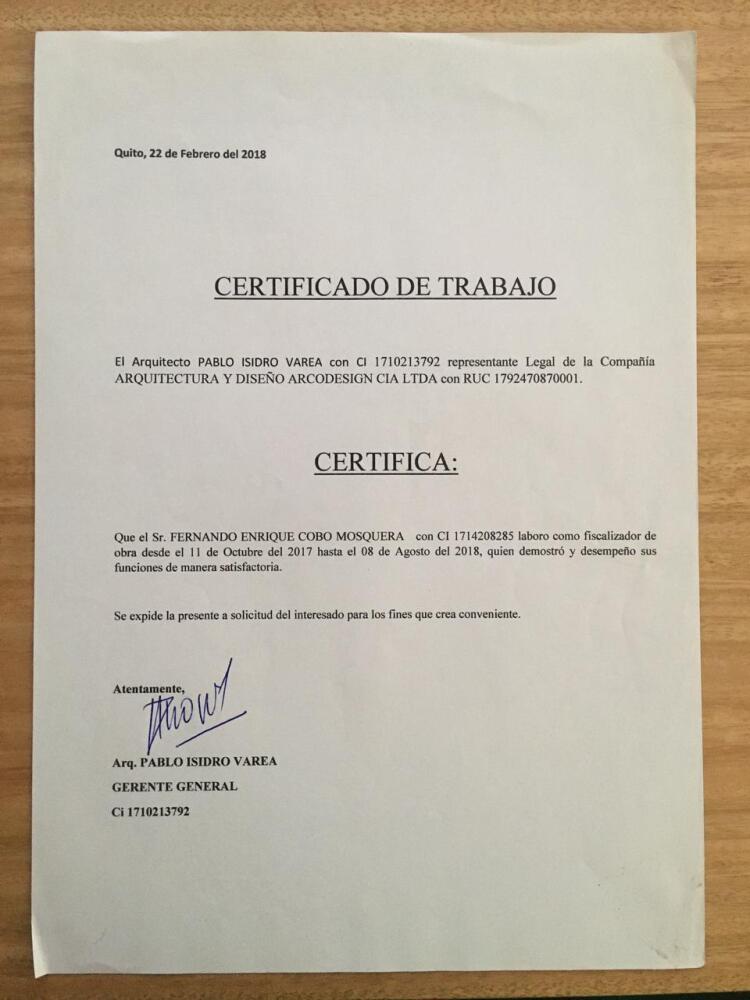 Quito, 22 de Febrero del 2018
CERTIFICADO DE TRABAJO
El Arquitecto PABLO ISIDRO VAREA con CI 1710213792 representante Legal de la Compañía
ARQUITECTURA Y DISEÑO ARCODESIGN CIA LTDA con RUC 1792470870001.
CERTIFICA:
Que el Sr. FERNANDO ENRIQUE COBO MOSQUERA con CI 1714208285 laboro como fiscalizador de
obra desde el 11 de Octubre del 2017 hasta el 08 de Agosto del 2018, quien demostró y desempeño sus
funciones de manera satisfactoria.
Se expide la presente a solicitud del interesado para los fines que crea conveniente.
Atentamente,
Arq. PABLO ISIDRO VAREA
GERENTE GENERAL
Ci 1710213792